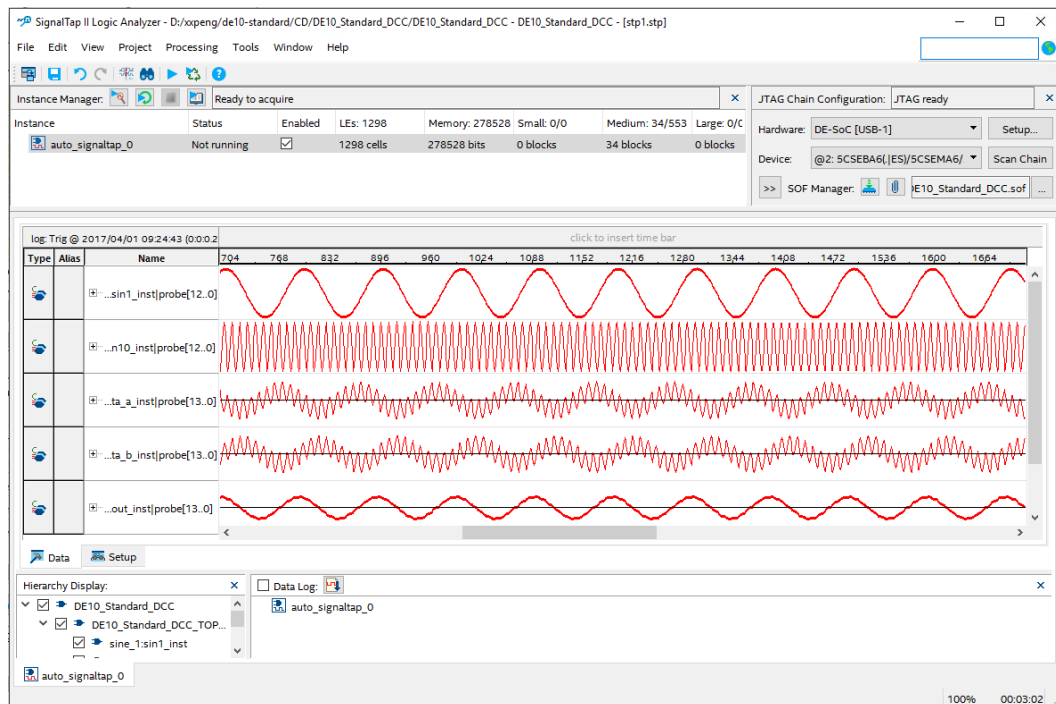 SignalTap II Logic Analyzer - D:/xxpeng/de10-standard/CD/DE10_Standard_DCC/DE10_Standard_DCC - DE10_Standard_DCC - [stp1.stp]
File Edit View Project Processing Tools Window Help
Instance Manager: Ready to acquire
JTAG Chain Configuration: JTAG ready
Instance Status Enabled LEs: 1298 Memory: 278528 Small: 0/0 Medium: 34/553 Large: 0/0
auto_signaltap_0 Not running 1298 cells 278528 bits 0 blocks 34 blocks 0 blocks
Hardware: DE-SoC [USB-1] Setup...
Device: @2: 5CSEBA6(.|ES)/5CSEMA6/ Scan Chain
>> SOF Manager: DE10_Standard_DCC.sof ...
log: Trig @ 2017/04/01 09:24:43 (0:0:0.2 click to insert time bar
Type Alias Name 704 768 832 896 960 1024 1088 1152 1216 1280 1344 1408 1472 1536 1600 1664
...sin1_inst|probe[12..0]
...n10_inst|probe[12..0]
...ta_a_inst|probe[13..0]
...ta_b_inst|probe[13..0]
...out_inst|probe[13..0]
Data Setup
Hierarchy Display:
Data Log:
DE10_Standard_DCC
auto_signaltap_0
DE10_Standard_DCC_TOP...
sine_1:sin1_inst
auto_signaltap_0
100% 00:03:02